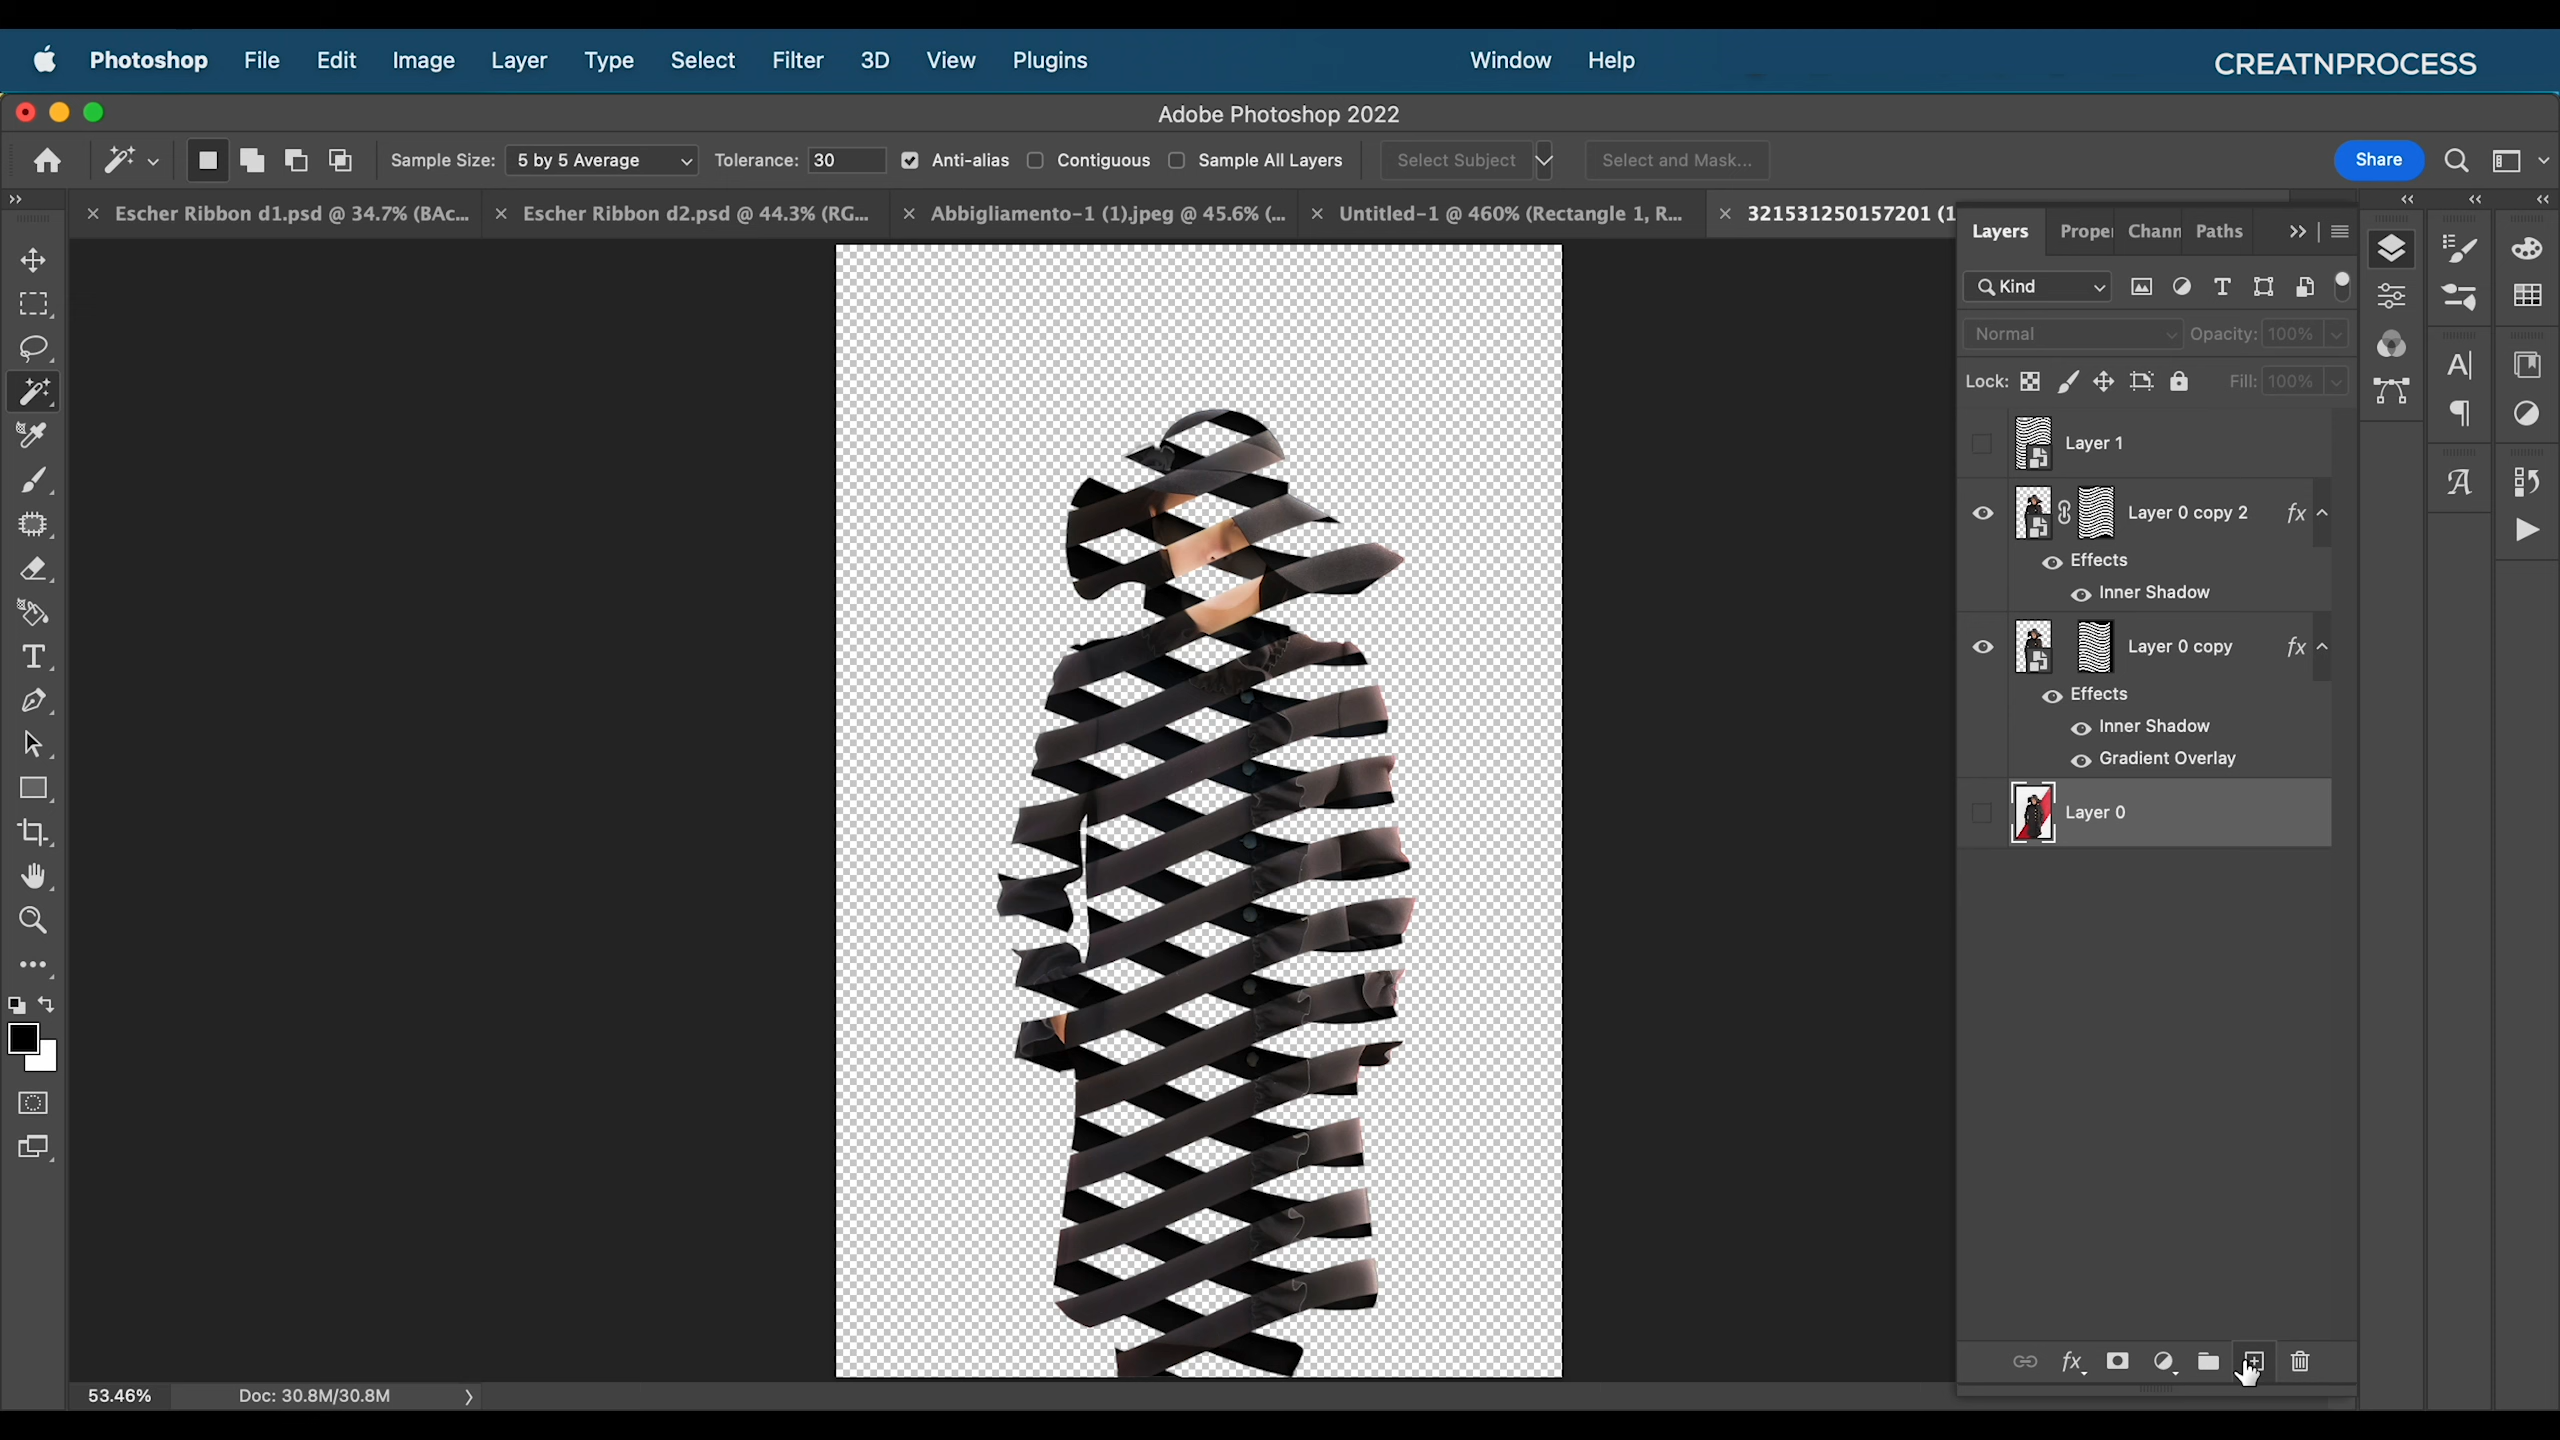 Photoshop File Edit Image Layer Type Select Filter 3D View Plugins Window Help CREATNPROCESS
Adobe Photoshop 2022
Sample Size: 5 by 5 Average Tolerance: 30 Anti-alias Contiguous Sample All Layers Select Subject Select and Mask... Share
Escher Ribbon d1.psd @ 34.7% (BAc... Escher Ribbon d2.psd @ 44.3% (RG... Abbigliamento-1 (1).jpeg @ 45.6% (... Untitled-1 @ 460% (Rectangle 1, R... 321531250157201 (1
Layers Proper Chann Paths
Kind
Normal Opacity: 100%
Lock: Fill: 100%
Layer 1
Layer 0 copy 2 fx
Effects
Inner Shadow
Layer 0 copy fx
Effects
Inner Shadow
Gradient Overlay
Layer 0
53.46% Doc: 30.8M/30.8M